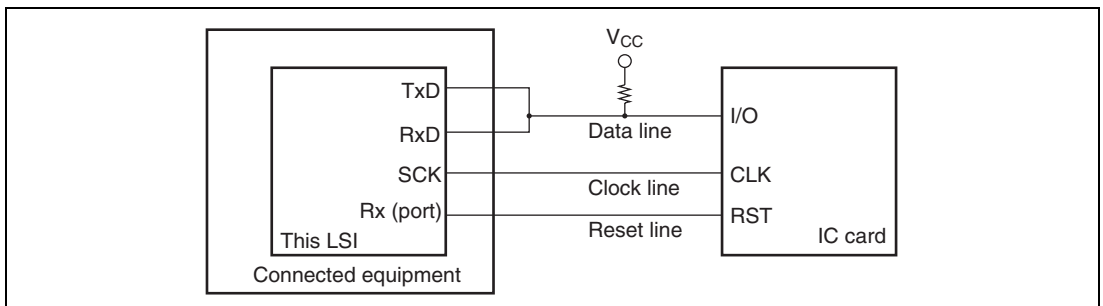 VCC
TxD
RxD
SCK
Rx (port)
This LSI
Connected equipment
Data line
Clock line
Reset line
I/O
CLK
RST
IC card